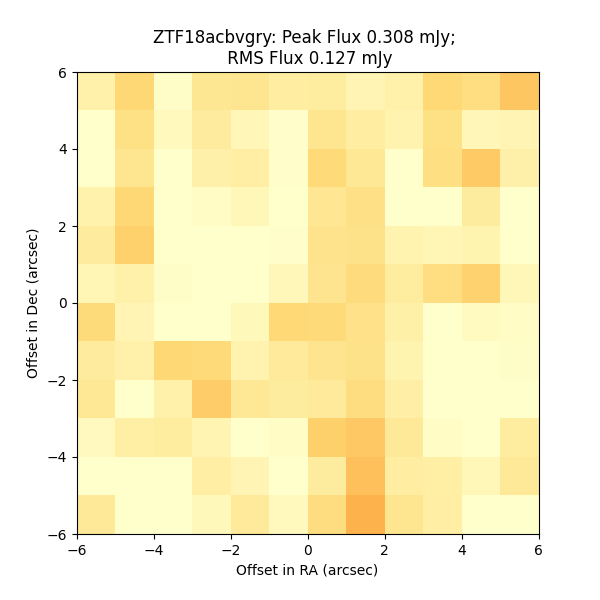 ZTF18acbvgry: Peak Flux 0.308 mJy;
RMS Flux 0.127 mJy
6
4
2
0
−2
−4
−6
Offset in Dec (arcsec)
−6 −4 −2 0 2 4 6
Offset in RA (arcsec)